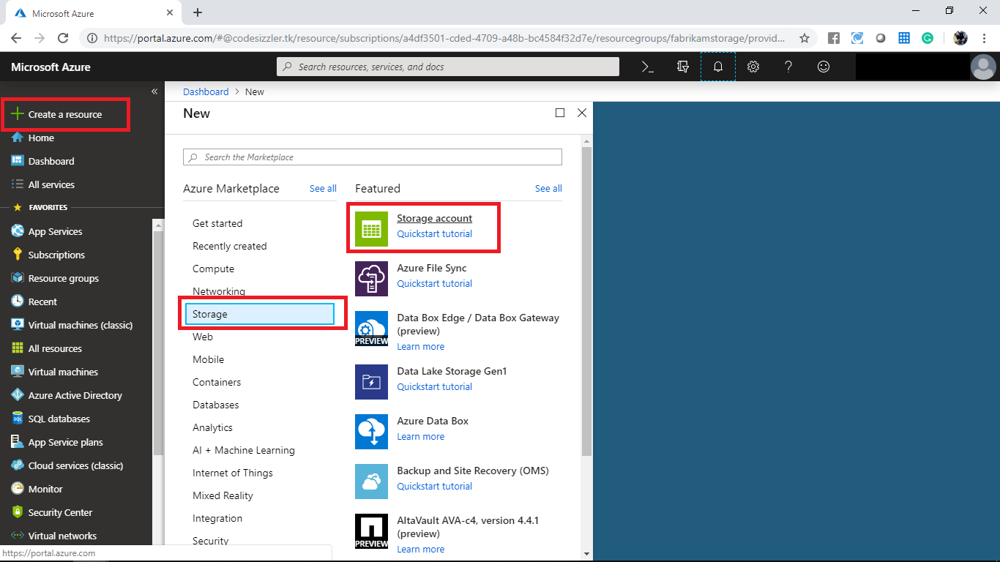 Microsoft Azure
https://portal.azure.com/#@codesizzler.tk/resource/subscriptions/a4df3501-cded-4709-a48b-bc4584f32d7e/resourcegroups/fabrikamstorage/provid...
Microsoft Azure
Search resources, services, and docs
Create a resource
Home
Dashboard
All services
FAVORITES
App Services
Subscriptions
Resource groups
Recent
Virtual machines (classic)
All resources
Virtual machines
Azure Active Directory
SQL databases
App Service plans
Cloud services (classic)
Monitor
Security Center
Virtual networks
https://portal.azure.com
Dashboard > New
New
Search the Marketplace
Azure Marketplace See all
Get started
Recently created
Compute
Networking
Storage
Web
Mobile
Containers
Databases
Analytics
AI + Machine Learning
Internet of Things
Mixed Reality
Integration
Security
Featured See all
Storage account
Quickstart tutorial
Azure File Sync
Quickstart tutorial
Data Box Edge / Data Box Gateway
(preview)
PREVIEW
Learn more
Data Lake Storage Gen1
Quickstart tutorial
Azure Data Box
Learn more
Backup and Site Recovery (OMS)
Quickstart tutorial
AltaVault AVA-c4, version 4.4.1
(preview)
PREVIEW
Learn more